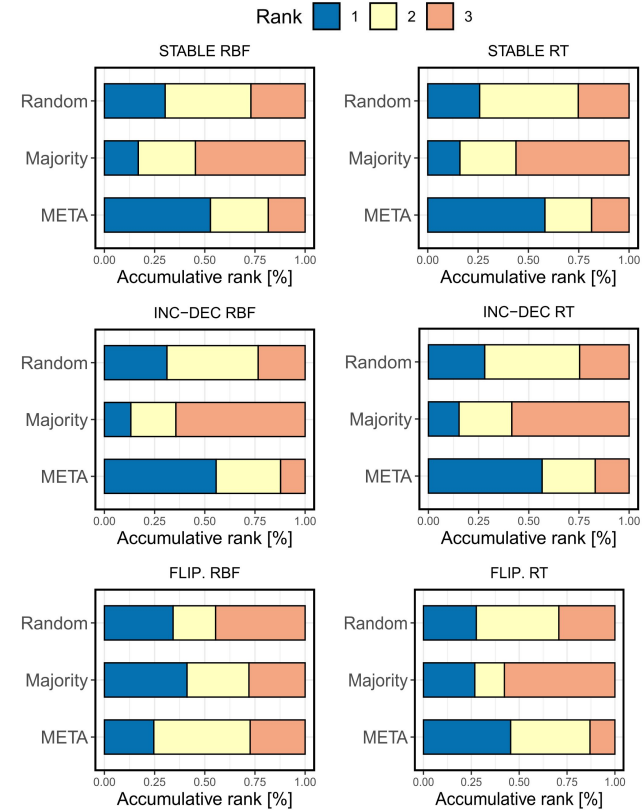 Rank 1 2 3
STABLE RBF
Random
Majority
META
0.00 0.25 0.50 0.75 1.00
Accumulative rank [%]
STABLE RT
Random
Majority
META
0.00 0.25 0.50 0.75 1.00
Accumulative rank [%]
INC−DEC RBF
Random
Majority
META
0.00 0.25 0.50 0.75 1.00
Accumulative rank [%]
INC−DEC RT
Random
Majority
META
0.00 0.25 0.50 0.75 1.00
Accumulative rank [%]
FLIP. RBF
Random
Majority
META
0.00 0.25 0.50 0.75 1.00
Accumulative rank [%]
FLIP. RT
Random
Majority
META
0.00 0.25 0.50 0.75 1.00
Accumulative rank [%]